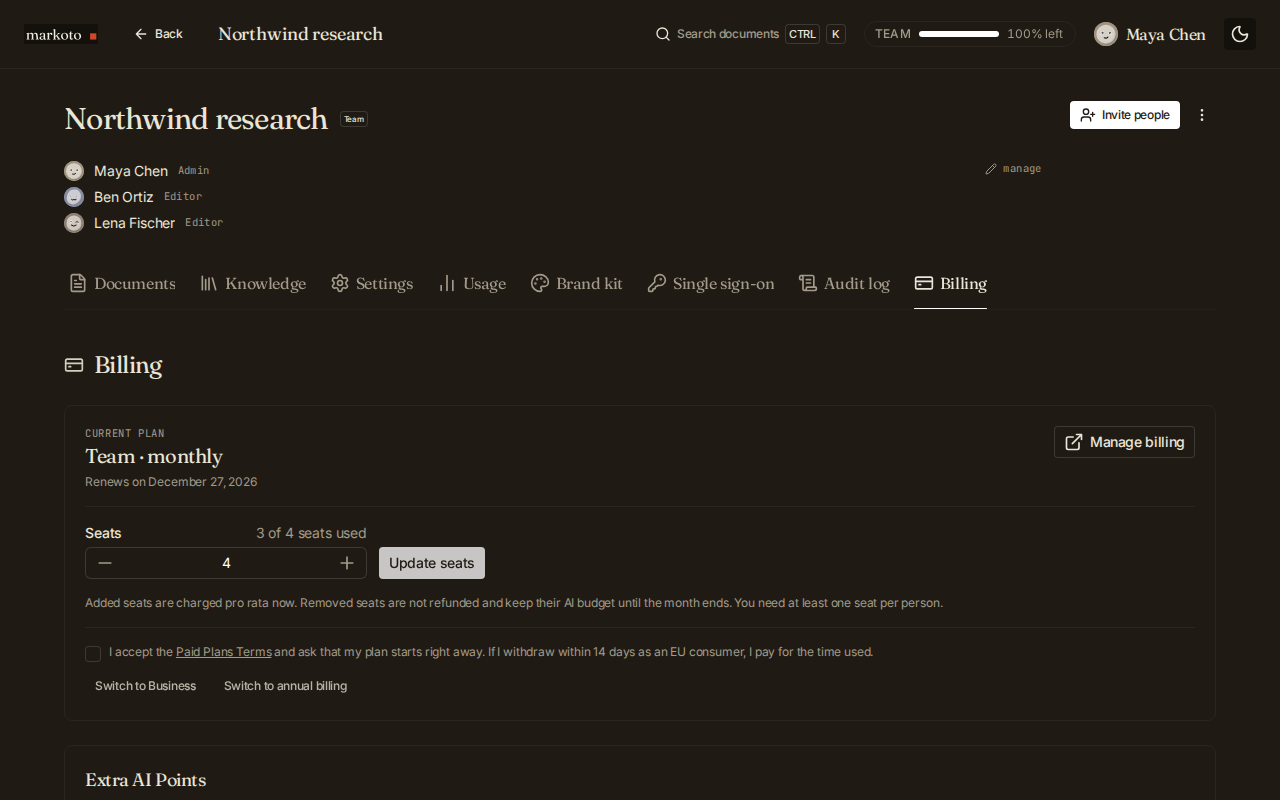 markoto
Back
Northwind research
Search documents CTRL K
TEAM 100% left
Maya Chen
Northwind research Team
Invite people
Maya Chen Admin
manage
Ben Ortiz Editor
Lena Fischer Editor
Documents Knowledge Settings Usage Brand kit Single sign-on Audit log Billing
Billing
CURRENT PLAN
Team · monthly
Manage billing
Renews on December 27, 2026
Seats 3 of 4 seats used
4 Update seats
Added seats are charged pro rata now. Removed seats are not refunded and keep their AI budget until the month ends. You need at least one seat per person.
I accept the Paid Plans Terms and ask that my plan starts right away. If I withdraw within 14 days as an EU consumer, I pay for the time used.
Switch to Business Switch to annual billing
Extra AI Points